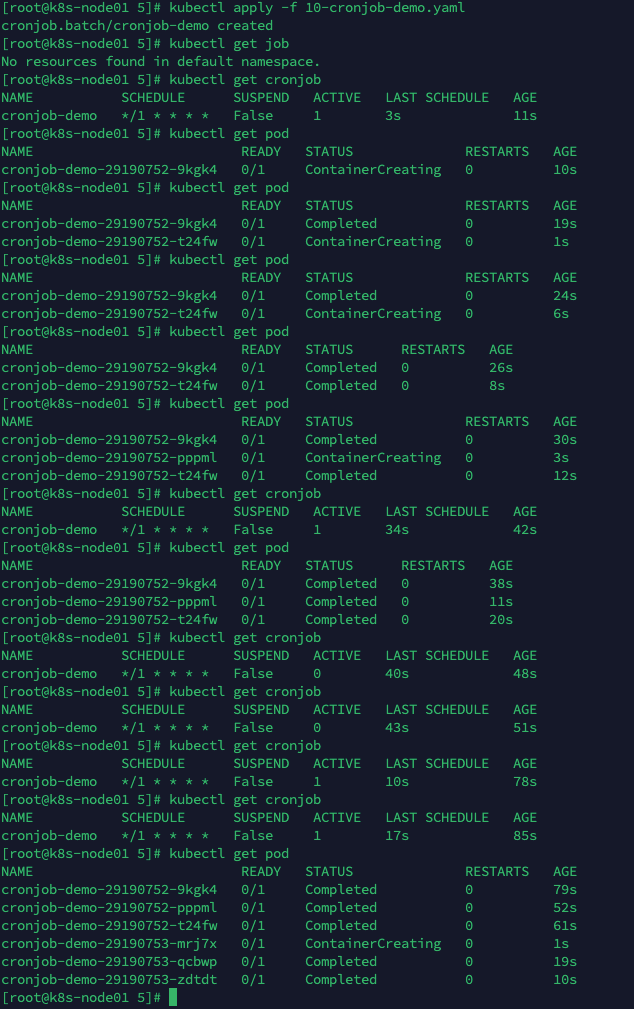 [root@k8s-node01 5]# kubectl apply -f 10-cronjob-demo.yaml
cronjob.batch/cronjob-demo created
[root@k8s-node01 5]# kubectl get job
No resources found in default namespace.
[root@k8s-node01 5]# kubectl get cronjob
NAME           SCHEDULE      SUSPEND   ACTIVE   LAST SCHEDULE   AGE
cronjob-demo   */1 * * * *   False     1        3s              11s
[root@k8s-node01 5]# kubectl get pod
NAME                          READY   STATUS              RESTARTS   AGE
cronjob-demo-29190752-9kgk4   0/1     ContainerCreating   0          10s
[root@k8s-node01 5]# kubectl get pod
NAME                          READY   STATUS              RESTARTS   AGE
cronjob-demo-29190752-9kgk4   0/1     Completed           0          19s
cronjob-demo-29190752-t24fw   0/1     ContainerCreating   0          1s
[root@k8s-node01 5]# kubectl get pod
NAME                          READY   STATUS              RESTARTS   AGE
cronjob-demo-29190752-9kgk4   0/1     Completed           0          24s
cronjob-demo-29190752-t24fw   0/1     ContainerCreating   0          6s
[root@k8s-node01 5]# kubectl get pod
NAME                          READY   STATUS      RESTARTS   AGE
cronjob-demo-29190752-9kgk4   0/1     Completed   0          26s
cronjob-demo-29190752-t24fw   0/1     Completed   0          8s
[root@k8s-node01 5]# kubectl get pod
NAME                          READY   STATUS              RESTARTS   AGE
cronjob-demo-29190752-9kgk4   0/1     Completed           0          30s
cronjob-demo-29190752-pppml   0/1     ContainerCreating   0          3s
cronjob-demo-29190752-t24fw   0/1     Completed           0          12s
[root@k8s-node01 5]# kubectl get cronjob
NAME           SCHEDULE      SUSPEND   ACTIVE   LAST SCHEDULE   AGE
cronjob-demo   */1 * * * *   False     1        34s             42s
[root@k8s-node01 5]# kubectl get pod
NAME                          READY   STATUS      RESTARTS   AGE
cronjob-demo-29190752-9kgk4   0/1     Completed   0          38s
cronjob-demo-29190752-pppml   0/1     Completed   0          11s
cronjob-demo-29190752-t24fw   0/1     Completed   0          20s
[root@k8s-node01 5]# kubectl get cronjob
NAME           SCHEDULE      SUSPEND   ACTIVE   LAST SCHEDULE   AGE
cronjob-demo   */1 * * * *   False     0        40s             48s
[root@k8s-node01 5]# kubectl get cronjob
NAME           SCHEDULE      SUSPEND   ACTIVE   LAST SCHEDULE   AGE
cronjob-demo   */1 * * * *   False     0        43s             51s
[root@k8s-node01 5]# kubectl get cronjob
NAME           SCHEDULE      SUSPEND   ACTIVE   LAST SCHEDULE   AGE
cronjob-demo   */1 * * * *   False     1        10s             78s
[root@k8s-node01 5]# kubectl get cronjob
NAME           SCHEDULE      SUSPEND   ACTIVE   LAST SCHEDULE   AGE
cronjob-demo   */1 * * * *   False     1        17s             85s
[root@k8s-node01 5]# kubectl get pod
NAME                          READY   STATUS              RESTARTS   AGE
cronjob-demo-29190752-9kgk4   0/1     Completed           0          79s
cronjob-demo-29190752-pppml   0/1     Completed           0          52s
cronjob-demo-29190752-t24fw   0/1     Completed           0          61s
cronjob-demo-29190753-mrj7x   0/1     ContainerCreating   0          1s
cronjob-demo-29190753-qcbwp   0/1     Completed           0          19s
cronjob-demo-29190753-zdtdt   0/1     Completed           0          10s
[root@k8s-node01 5]#